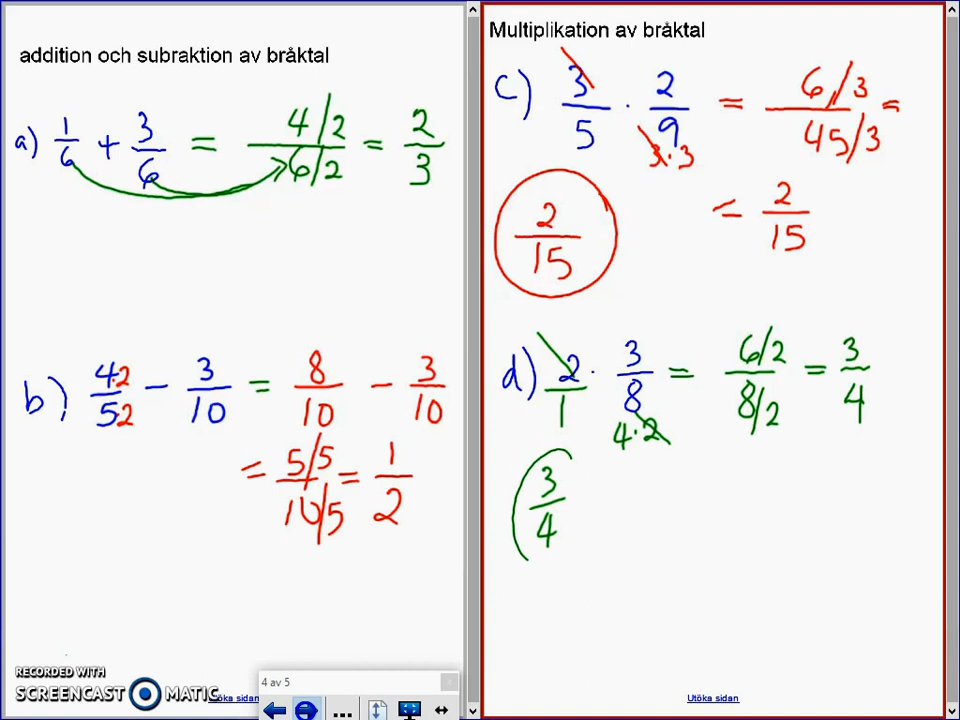 addition och subraktion av bråktal
a) 1/6 + 3/6 = 4/2 / 6/2 = 2/3
b) 4·2 / 5·2 − 3/10 = 8/10 − 3/10
= 5/5 / 10/5 = 1/2
Multiplikation av bråktal
c) 3/5 · 2/9 = 6/3 / 45/3 =
3·3
= 2/15
2/15
d) 2/1 · 3/8 = 6/2 / 8/2 = 3/4
4·2
3/4
RECORDED WITH
SCREENCAST MATIC
Utöka sidan
4 av 5
...
Utöka sidan